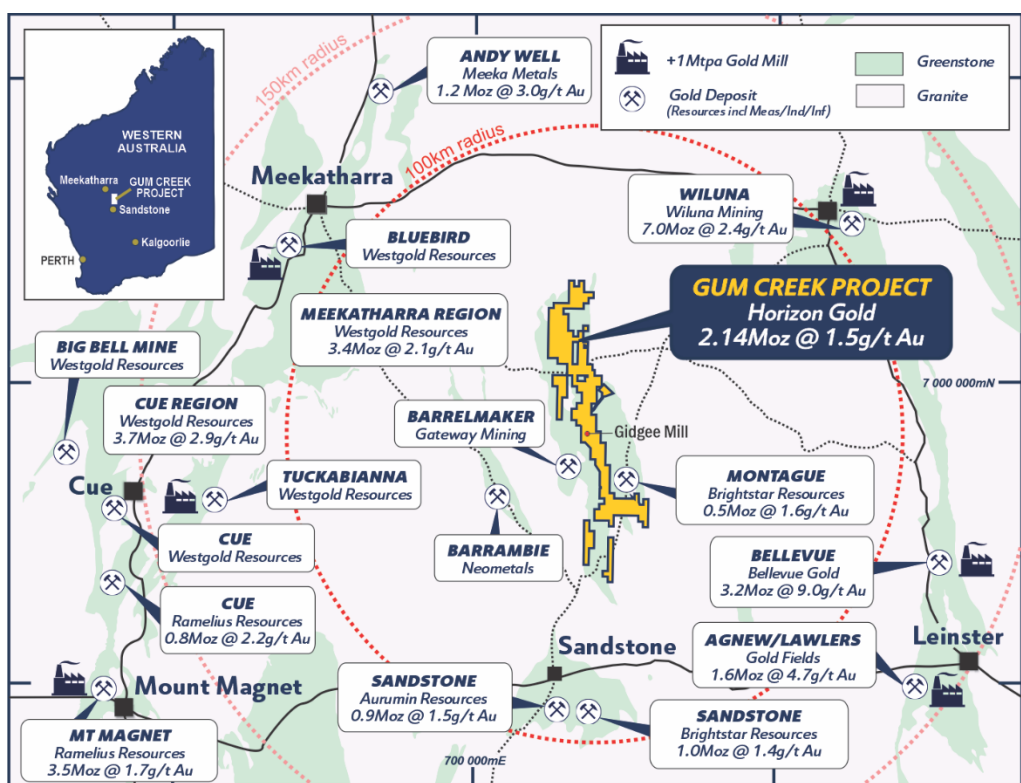 150km radius
100km radius
WESTERN
AUSTRALIA
Meekatharra
GUM CREEK
PROJECT
Sandstone
Kalgoorlie
PERTH
ANDY WELL
Meeka Metals
1.2 Moz @ 3.0g/t Au
+1Mtpa Gold Mill
Gold Deposit
(Resources incl Meas/Ind/Inf)
Greenstone
Granite
Meekatharra
WILUNA
Wiluna Mining
7.0Moz @ 2.4g/t Au
BLUEBIRD
Westgold Resources
GUM CREEK PROJECT
Horizon Gold
2.14Moz @ 1.5g/t Au
MEEKATHARRA REGION
Westgold Resources
3.4Moz @ 2.1g/t Au
BIG BELL MINE
Westgold Resources
7 000 000mN
CUE REGION
Westgold Resources
3.7Moz @ 2.9g/t Au
BARRELMAKER
Gateway Mining
Gidgee Mill
Cue
TUCKABIANNA
Westgold Resources
MONTAGUE
Brightstar Resources
0.5Moz @ 1.6g/t Au
CUE
Westgold Resources
BARRAMBIE
Neometals
BELLEVUE
Bellevue Gold
3.2Moz @ 9.0g/t Au
CUE
Ramelius Resources
0.8Moz @ 2.2g/t Au
Sandstone
AGNEW/LAWLERS
Gold Fields
1.6Moz @ 4.7g/t Au
Leinster
Mount Magnet
SANDSTONE
Aurumin Resources
0.9Moz @ 1.5g/t Au
SANDSTONE
Brightstar Resources
1.0Moz @ 1.4g/t Au
MT MAGNET
Ramelius Resources
3.5Moz @ 1.7g/t Au
700 000mE